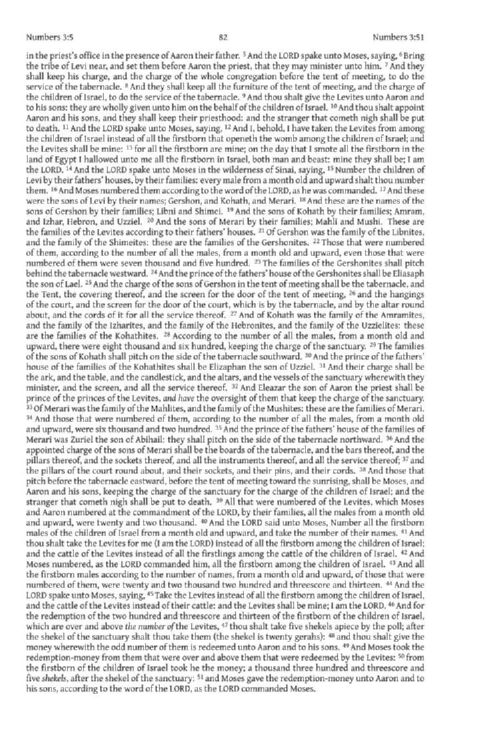 Numbers 3:5 82 Numbers 3:51
in the priest's office in the presence of Aaron their father. 5 And the LORD spake unto Moses, saying, 6 Bring
the tribe of Levi near, and set them before Aaron the priest, that they may minister unto him. 7 And they
shall keep his charge, and the charge of the whole congregation before the tent of meeting, to do the
service of the tabernacle. 8 And they shall keep all the furniture of the tent of meeting, and the charge of
the children of Israel, to do the service of the tabernacle. 9 And thou shalt give the Levites unto Aaron and
to his sons: they are wholly given unto him on the behalf of the children of Israel. 10 And thou shalt appoint
Aaron and his sons, and they shall keep their priesthood: and the stranger that cometh nigh shall be put
to death. 11 And the LORD spake unto Moses, saying, 12 And I, behold, I have taken the Levites from among
the children of Israel instead of all the firstborn that openeth the womb among the children of Israel; and
the Levites shall be mine: 13 for all the firstborn are mine; on the day that I smote all the firstborn in the
land of Egypt I hallowed unto me all the firstborn in Israel, both man and beast: mine they shall be; I am
the LORD. 14 And the LORD spake unto Moses in the wilderness of Sinai, saying, 15 Number the children of
Levi by their fathers' houses, by their families: every male from a month old and upward shalt thou number
them. 16 And Moses numbered them according to the word of the LORD, as he was commanded. 17 And these
were the sons of Levi by their names; Gershon, and Kohath, and Merari. 18 And these are the names of the
sons of Gershon by their families; Libni and Shimei. 19 And the sons of Kohath by their families; Amram,
and Izhar, Hebron, and Uzziel. 20 And the sons of Merari by their families; Mahli and Mushi. These are
the families of the Levites according to their fathers' houses. 21 Of Gershon was the family of the Libnites,
and the family of the Shimeites: these are the families of the Gershonites. 22 Those that were numbered
of them, according to the number of all the males, from a month old and upward, even those that were
numbered of them were seven thousand and five hundred. 23 The families of the Gershonites shall pitch
behind the tabernacle westward. 24 And the prince of the fathers' house of the Gershonites shall be Eliasaph
the son of Lael. 25 And the charge of the sons of Gershon in the tent of meeting shall be the tabernacle, and
the Tent, the covering thereof, and the screen for the door of the tent of meeting, 26 and the hangings
of the court, and the screen for the door of the court, which is by the tabernacle, and by the altar round
about, and the cords of it for all the service thereof. 27 And of Kohath was the family of the Amramites,
and the family of the Izharites, and the family of the Hebronites, and the family of the Uzzielites: these
are the families of the Kohathites. 28 According to the number of all the males, from a month old and
upward, there were eight thousand and six hundred, keeping the charge of the sanctuary. 29 The families
of the sons of Kohath shall pitch on the side of the tabernacle southward. 30 And the prince of the fathers'
house of the families of the Kohathites shall be Elizaphan the son of Uzziel. 31 And their charge shall be
the ark, and the table, and the candlestick, and the altars, and the vessels of the sanctuary wherewith they
minister, and the screen, and all the service thereof. 32 And Eleazar the son of Aaron the priest shall be
prince of the princes of the Levites, and have the oversight of them that keep the charge of the sanctuary.
33 Of Merari was the family of the Mahlites, and the family of the Mushites: these are the families of Merari.
34 And those that were numbered of them, according to the number of all the males, from a month old
and upward, were six thousand and two hundred. 35 And the prince of the fathers' house of the families of
Merari was Zuriel the son of Abihail: they shall pitch on the side of the tabernacle northward. 36 And the
appointed charge of the sons of Merari shall be the boards of the tabernacle, and the bars thereof, and the
pillars thereof, and the sockets thereof, and all the instruments thereof, and all the service thereof; 37 and
the pillars of the court round about, and their sockets, and their pins, and their cords. 38 And those that
pitch before the tabernacle eastward, before the tent of meeting toward the sunrising, shall be Moses, and
Aaron and his sons, keeping the charge of the sanctuary for the charge of the children of Israel; and the
stranger that cometh nigh shall be put to death. 39 All that were numbered of the Levites, which Moses
and Aaron numbered at the commandment of the LORD, by their families, all the males from a month old
and upward, were twenty and two thousand. 40 And the LORD said unto Moses, Number all the firstborn
males of the children of Israel from a month old and upward, and take the number of their names. 41 And
thou shalt take the Levites for me (I am the LORD) instead of all the firstborn among the children of Israel;
and the cattle of the Levites instead of all the firstlings among the cattle of the children of Israel. 42 And
Moses numbered, as the LORD commanded him, all the firstborn among the children of Israel. 43 And all
the firstborn males according to the number of names, from a month old and upward, of those that were
numbered of them, were twenty and two thousand two hundred and threescore and thirteen. 44 And the
LORD spake unto Moses, saying, 45 Take the Levites instead of all the firstborn among the children of Israel,
and the cattle of the Levites instead of their cattle: and the Levites shall be mine; I am the LORD. 46 And for
the redemption of the two hundred and threescore and thirteen of the firstborn of the children of Israel,
which are over and above the number of the Levites, 47 thou shalt take five shekels apiece by the poll; after
the shekel of the sanctuary shalt thou take them (the shekel is twenty gerahs): 48 and thou shalt give the
money wherewith the odd number of them is redeemed unto Aaron and to his sons. 49 And Moses took the
redemption-money from them that were over and above them that were redeemed by the Levites: 50 from
the firstborn of the children of Israel took he the money; a thousand three hundred and threescore and
five shekels, after the shekel of the sanctuary: 51 and Moses gave the redemption-money unto Aaron and to
his sons, according to the word of the LORD, as the LORD commanded Moses.